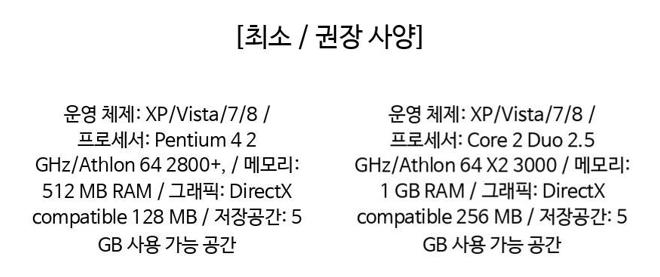 [최소 / 권장 사양]
운영 체제: XP/Vista/7/8 /
프로세서: Pentium 4 2
GHz/Athlon 64 2800+, / 메모리:
512 MB RAM / 그래픽: DirectX
compatible 128 MB / 저장공간: 5
GB 사용 가능 공간
운영 체제: XP/Vista/7/8 /
프로세서: Core 2 Duo 2.5
GHz/Athlon 64 X2 3000 / 메모리:
1 GB RAM / 그래픽: DirectX
compatible 256 MB / 저장공간: 5
GB 사용 가능 공간